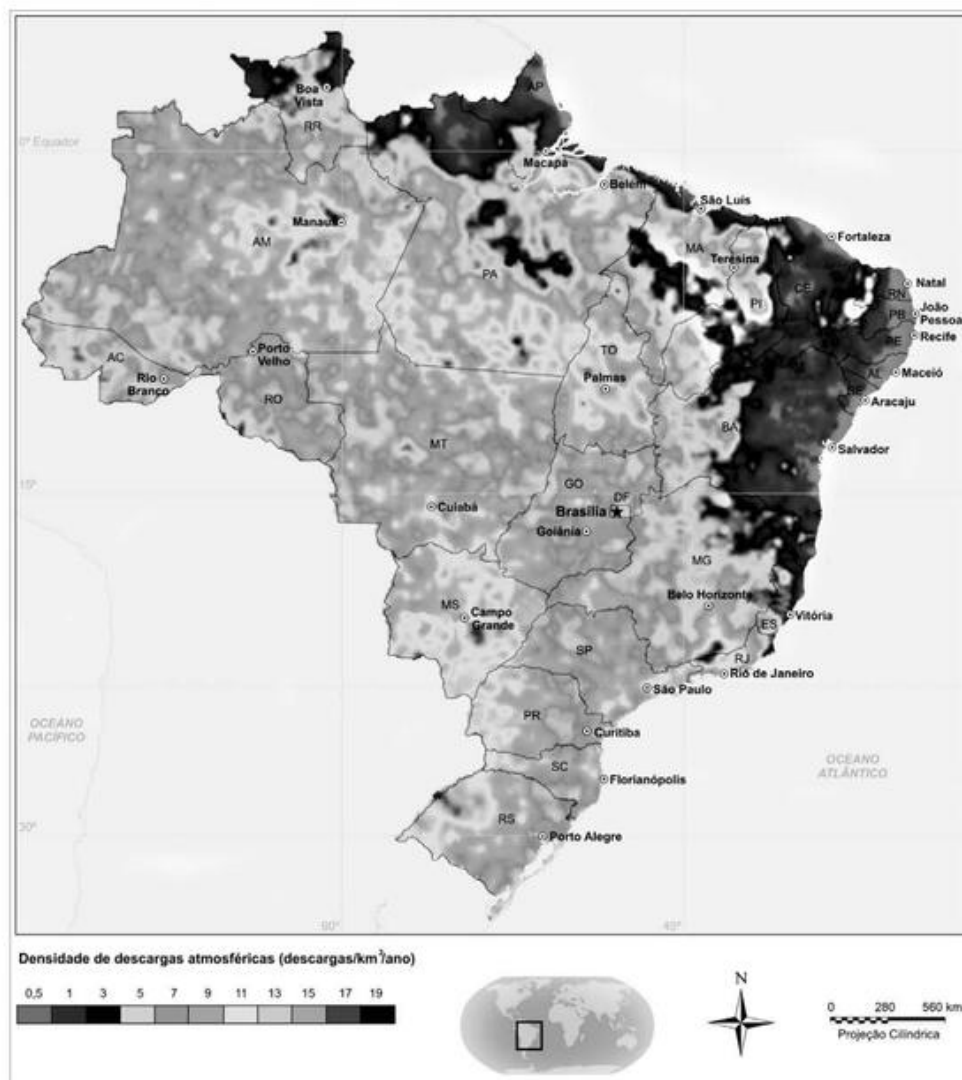 AP
Boa
Vista
RR
0º Equador
Macapá
Belém
São Luís
Manaus
Fortaleza
AM
MA
Teresina
PA
CE
Natal
RN
PI
João
Pessoa
PB
PE
Recife
AC
Porto
Velho
TO
AL
Maceió
Rio
Branco
Palmas
SE
RO
Aracaju
BA
MT
Salvador
GO
DF
15º
Cuiabá
Brasília
Goiânia
MG
Belo Horizonte
MS
Campo
Grande
ES
Vitória
SP
RJ
Rio de Janeiro
São Paulo
OCEANO
PACÍFICO
PR
Curitiba
OCEANO
ATLÂNTICO
SC
Florianópolis
RS
30º
Porto Alegre
60º
45º
Densidade de descargas atmosféricas (descargas/km²/ano)
0,5 1 3 5 7 9 11 13 15 17 19
N
0 280 560 km
Projeção Cilíndrica